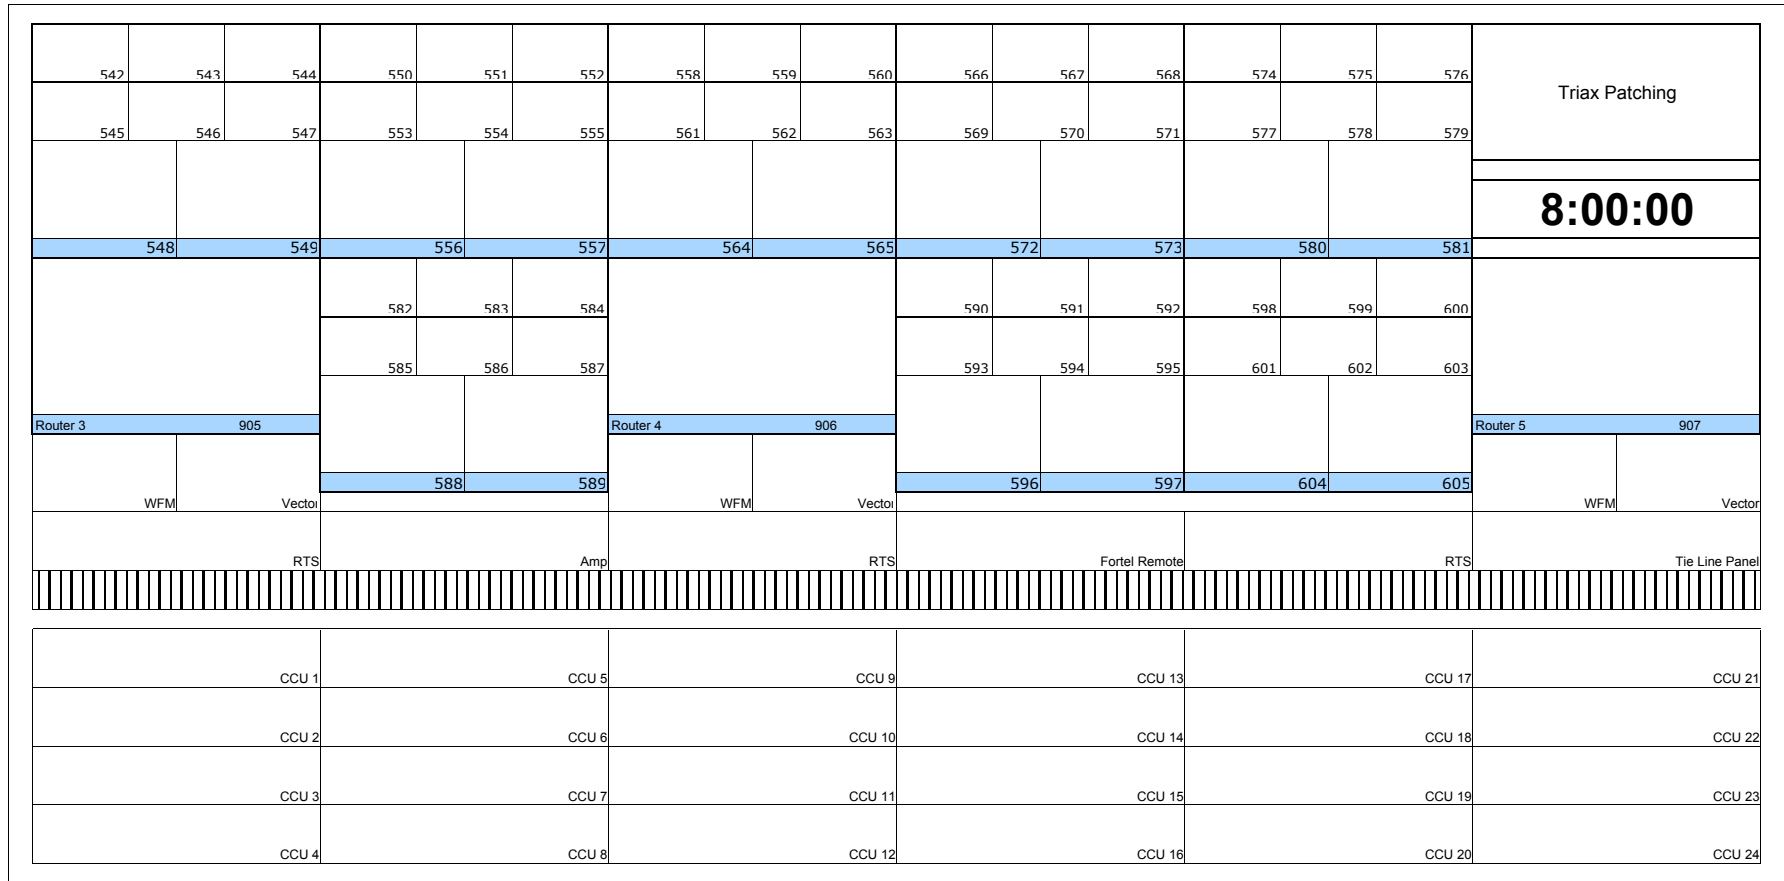 542 543 544 550 551 552 558 559 560 566 567 568 574 575 576
Triax Patching
545 546 547 553 554 555 561 562 563 569 570 571 577 578 579
8:00:00
548 549 556 557 564 565 572 573 580 581
582 583 584 590 591 592 598 599 600
585 586 587 593 594 595 601 602 603
Router 3 905 Router 4 906 Router 5 907
588 589 596 597 604 605
WFM Vector WFM Vector WFM Vector
RTS Amp RTS Fortel Remote RTS Tie Line Panel
CCU 1 CCU 5 CCU 9 CCU 13 CCU 17 CCU 21
CCU 2 CCU 6 CCU 10 CCU 14 CCU 18 CCU 22
CCU 3 CCU 7 CCU 11 CCU 15 CCU 19 CCU 23
CCU 4 CCU 8 CCU 12 CCU 16 CCU 20 CCU 24